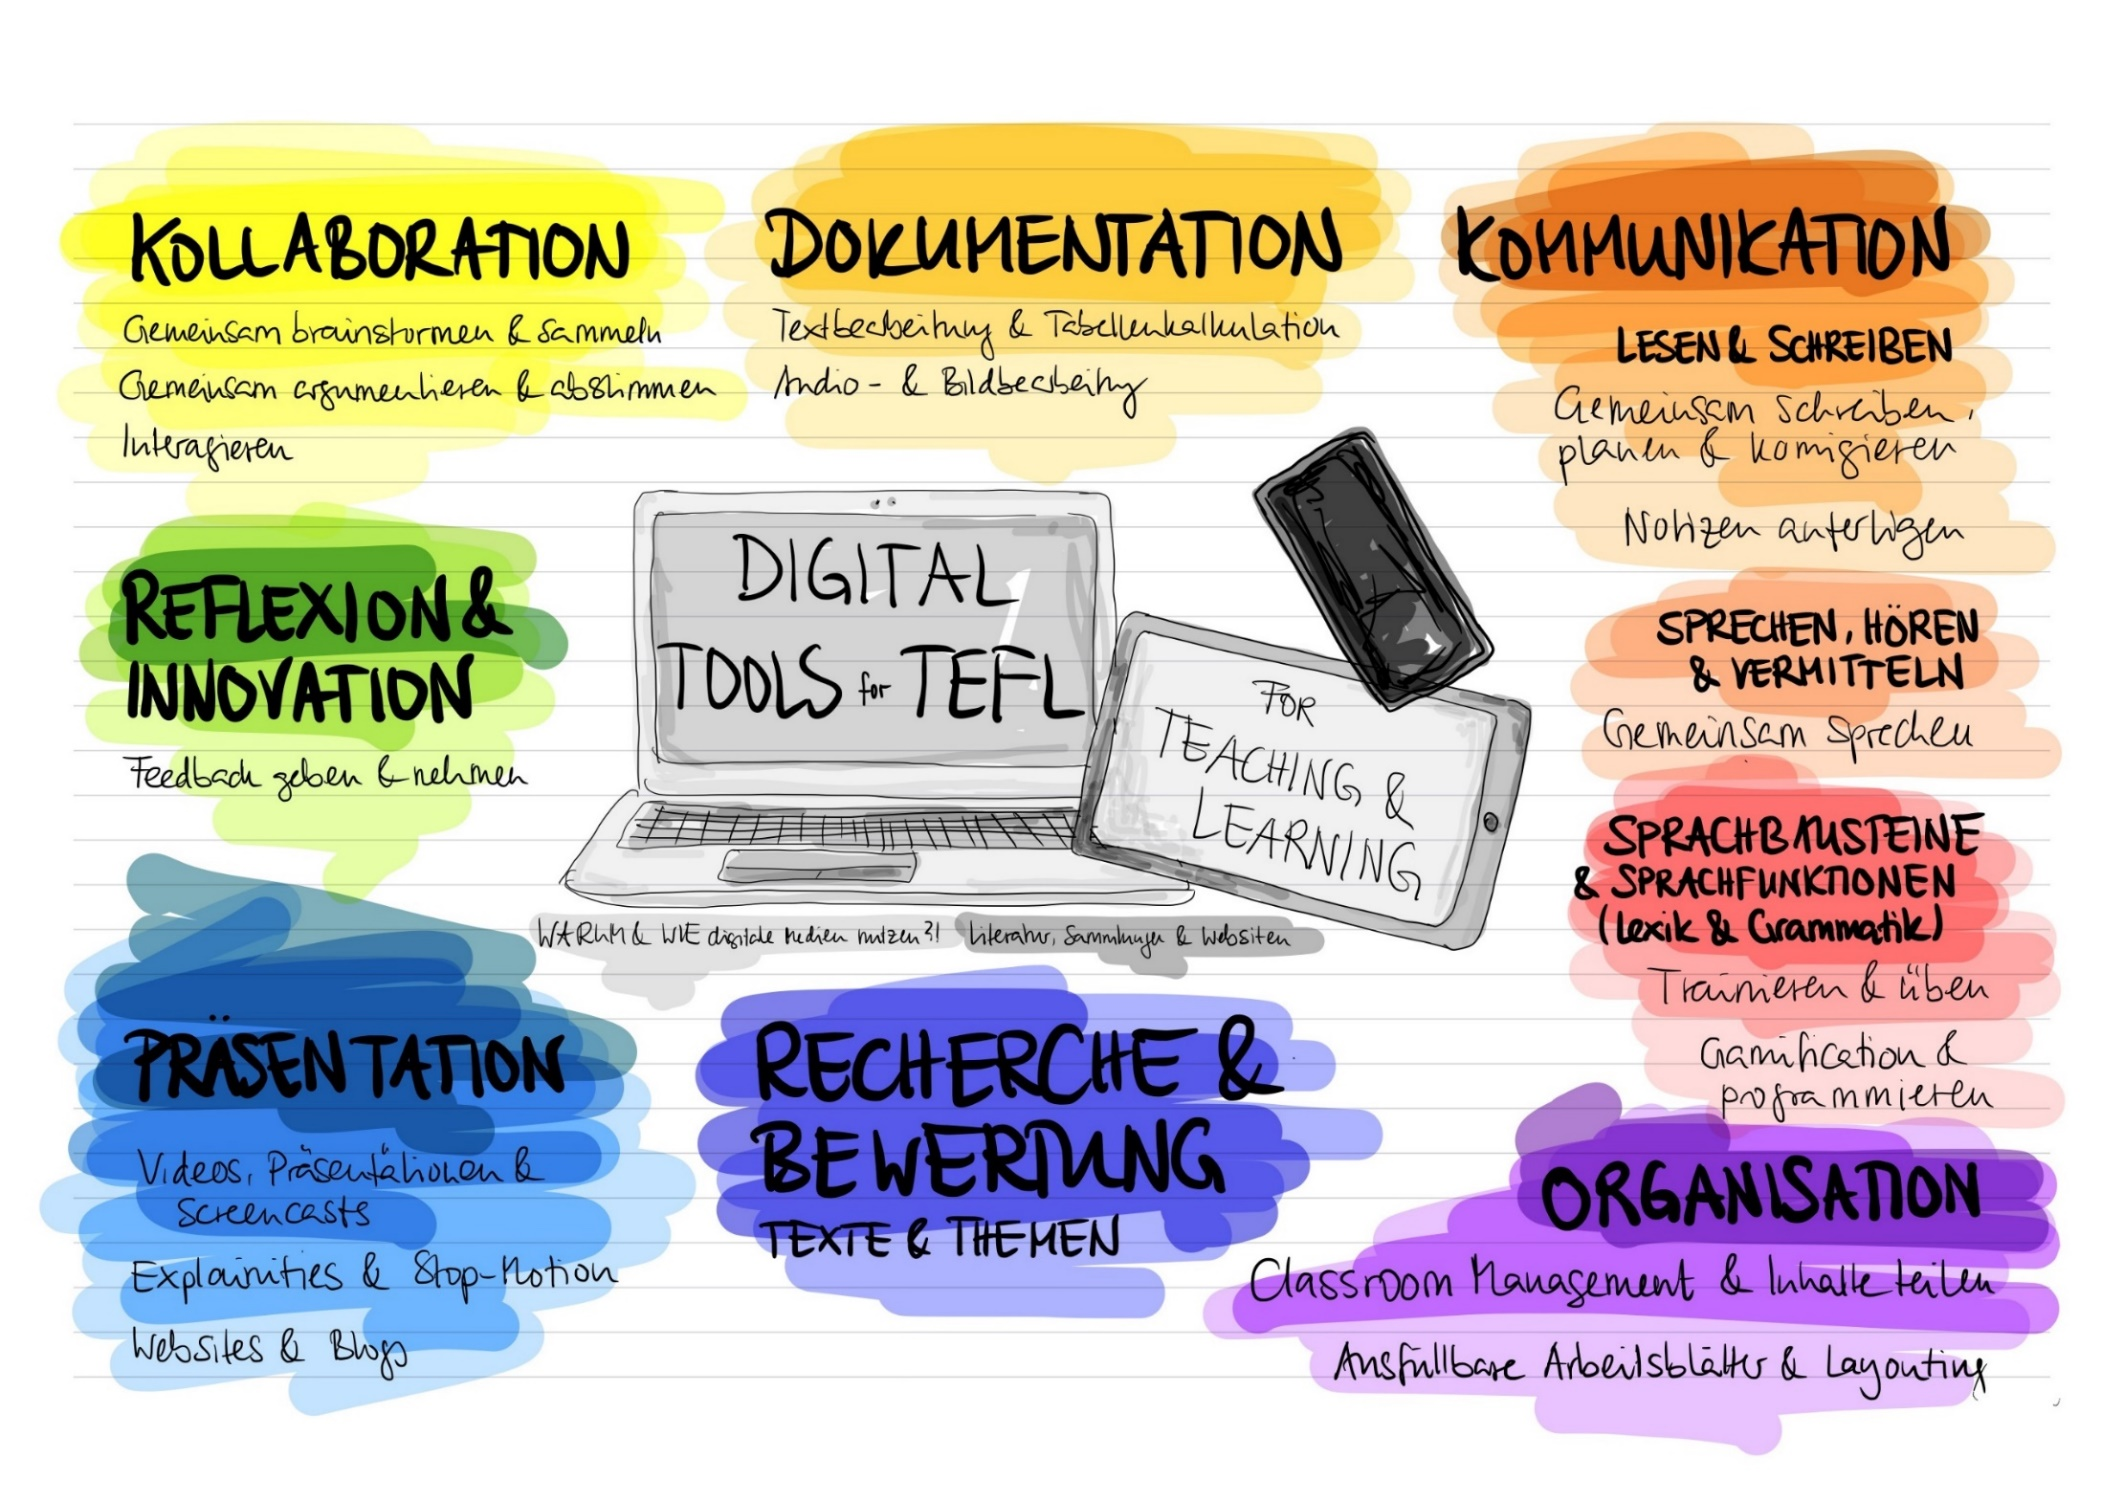 KOLLABORATION
Gemeinsam brainstormen & sammeln
Gemeinsam argumentieren & abstimmen
Interagieren
DOKUMENTATION
Textbearbeitung & Tabellenkalkulation
Audio- & Bildbearbeitung
KOMMUNIKATION
LESEN & SCHREIBEN
Gemeinsam schreiben,
planen & korrigieren
Notizen anfertigen
SPRECHEN, HÖREN
& VERMITTELN
Gemeinsam sprechen
SPRACHBAUSTEINE
& SPRACHFUNKTIONEN
(Lexik & Grammatik)
Trainieren & üben
Gamification &
programmieren
REFLEXION &
INNOVATION
Feedback geben & nehmen
DIGITAL
TOOLS for TEFL
FOR
TEACHING &
LEARNING
WARUM & WIE digitale Medien nutzen?!
Literatur, Sammlungen & Websiten
PRÄSENTATION
Videos, Präsentationen &
Screencasts
Explainities & Stop-Motion
Websites & Blogs
RECHERCHE &
BEWERTUNG
TEXTE & THEMEN
ORGANISATION
Classroom Management & Inhalte teilen
Ausfüllbare Arbeitsblätter & Layouting